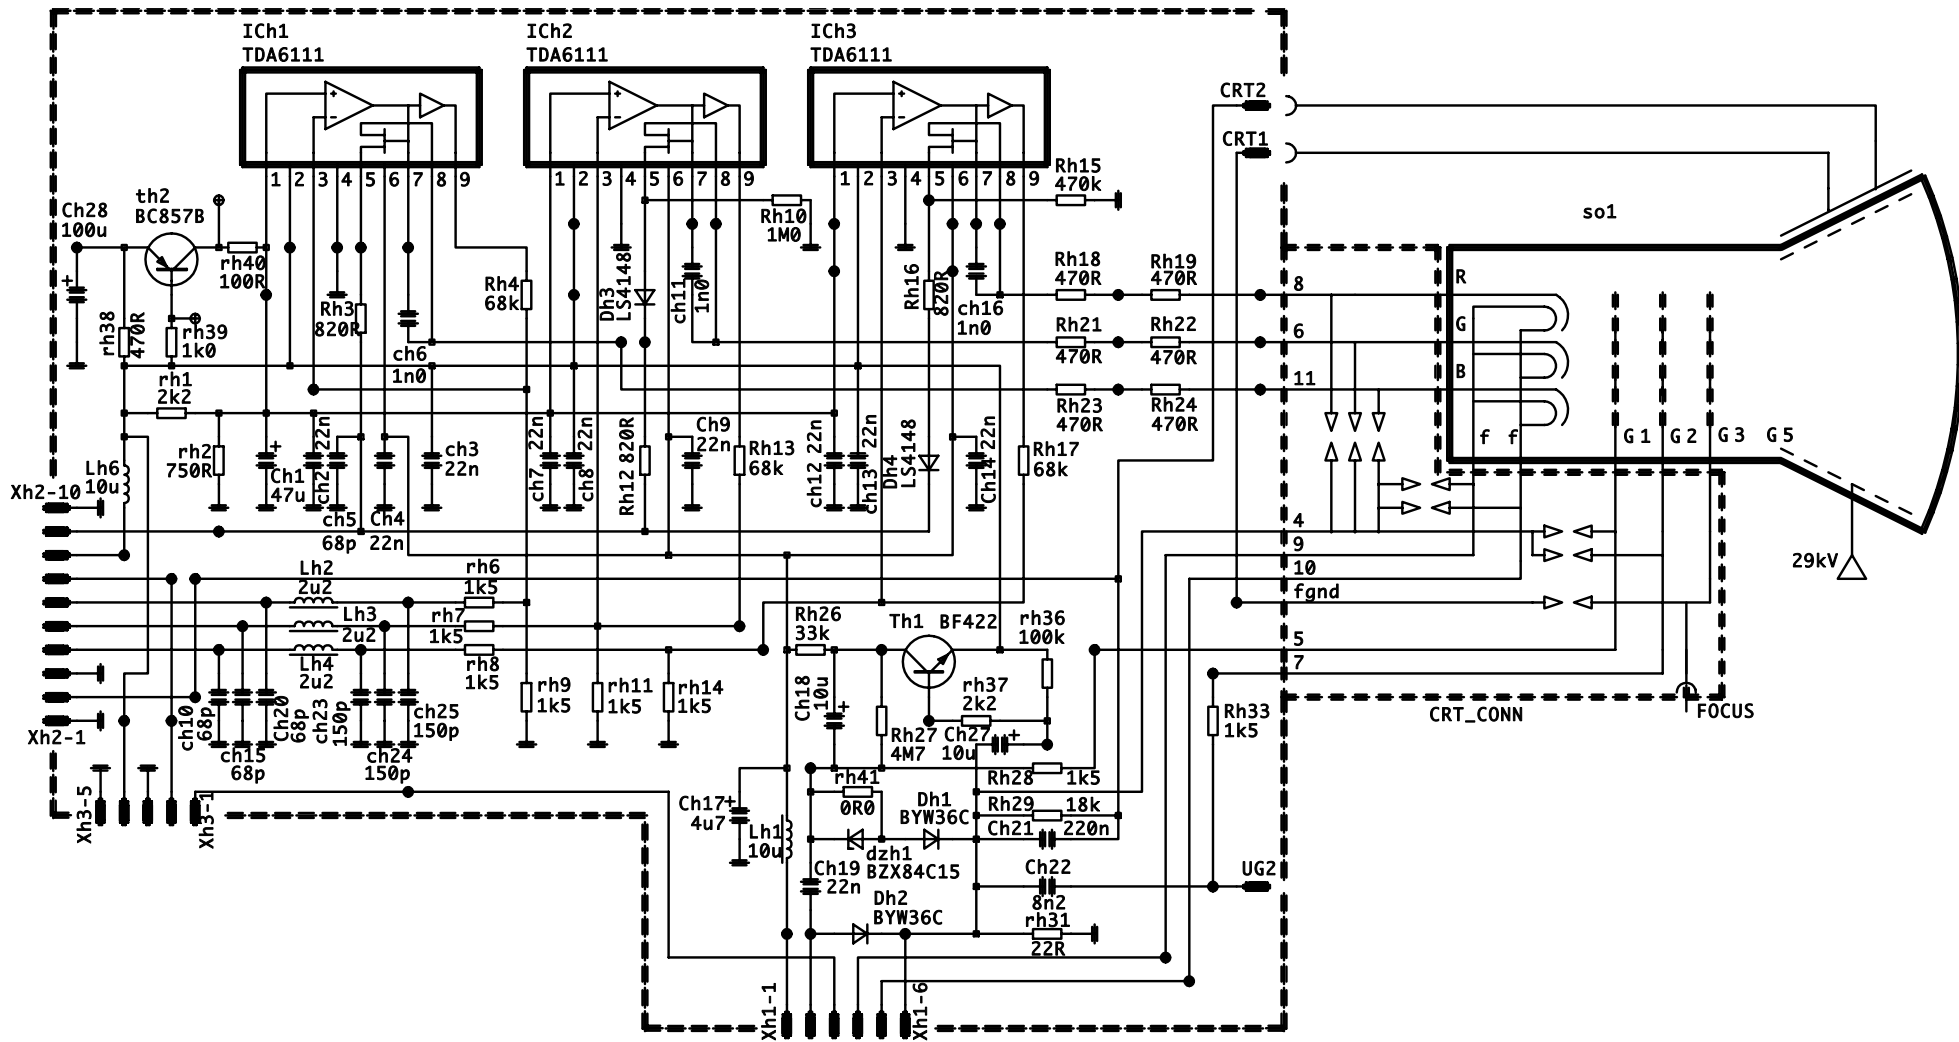 ICh1
TDA6111
ICh2
TDA6111
ICh3
TDA6111
+
-
+
-
+
-
1 2 3 4 5 6 7 8 9
1 2 3 4 5 6 7 8 9
1 2 3 4 5 6 7 8 9
CRT2
CRT1
so1
th2
BC857B
Ch28
100u
+
rh40
100R
rh38
470R
rh39
1k0
rh1
2k2
rh2
750R
Rh3
820R
ch6
1n0
Rh4
68k
Dh3
LS4148
ch11
1n0
Rh10
1M0
Rh15
470k
Rh16
820R
ch16
1n0
Rh18
470R
Rh19
470R
Rh21
470R
Rh22
470R
Rh23
470R
Rh24
470R
8
6
11
R
G
B
f f
G1
G2
G3
G5
Lh6
10u
Xh2-10
+
Ch1
47u
ch2
22n
ch5
68p
Ch4
22n
ch3
22n
ch7
22n
ch8
22n
Rh12
820R
Ch9
22n
Rh13
68k
ch12
22n
ch13
22n
Dh4
LS4148
Ch14
22n
Rh17
68k
4
9
10
fgnd
5
7
29kV
FOCUS
CRT_CONN
Lh2
2u2
Lh3
2u2
Lh4
2u2
rh6
1k5
rh7
1k5
rh8
1k5
rh9
1k5
rh11
1k5
rh14
1k5
Xh2-1
ch10
68p
ch15
68p
Ch20
68p
ch23
150p
ch24
150p
ch25
150p
Xh3-5
Xh3-1
Rh26
33k
Th1 BF422
rh36
100k
Ch18
10u
+
Rh27
4M7
rh37
2k2
Ch27
10u
+
Rh28
1k5
Rh29
18k
Ch21
220n
Rh33
1k5
rh41
0R0
Dh1
BYW36C
dzh1
BZX84C15
Ch17
4u7
+
Lh1
10u
Ch19
22n
Dh2
BYW36C
Ch22
8n2
rh31
22R
UG2
Xh1-1
Xh1-6